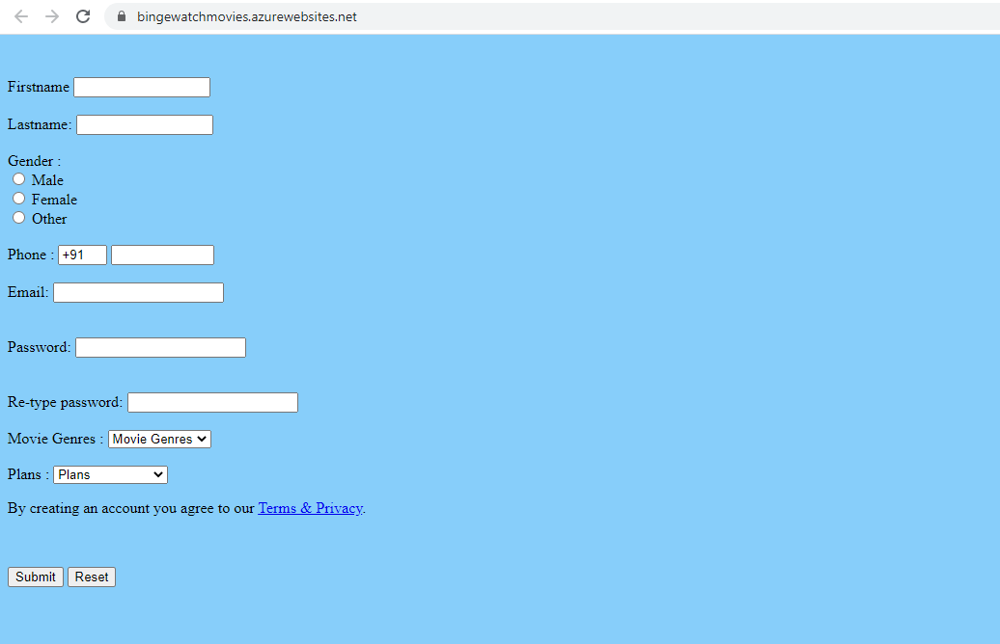 bingewatchmovies.azurewebsites.net
Firstname
Lastname:
Gender :
Male
Female
Other
Phone : +91
Email:
Password:
Re-type password:
Movie Genres : Movie Genres
Plans : Plans
By creating an account you agree to our Terms & Privacy.
Submit Reset